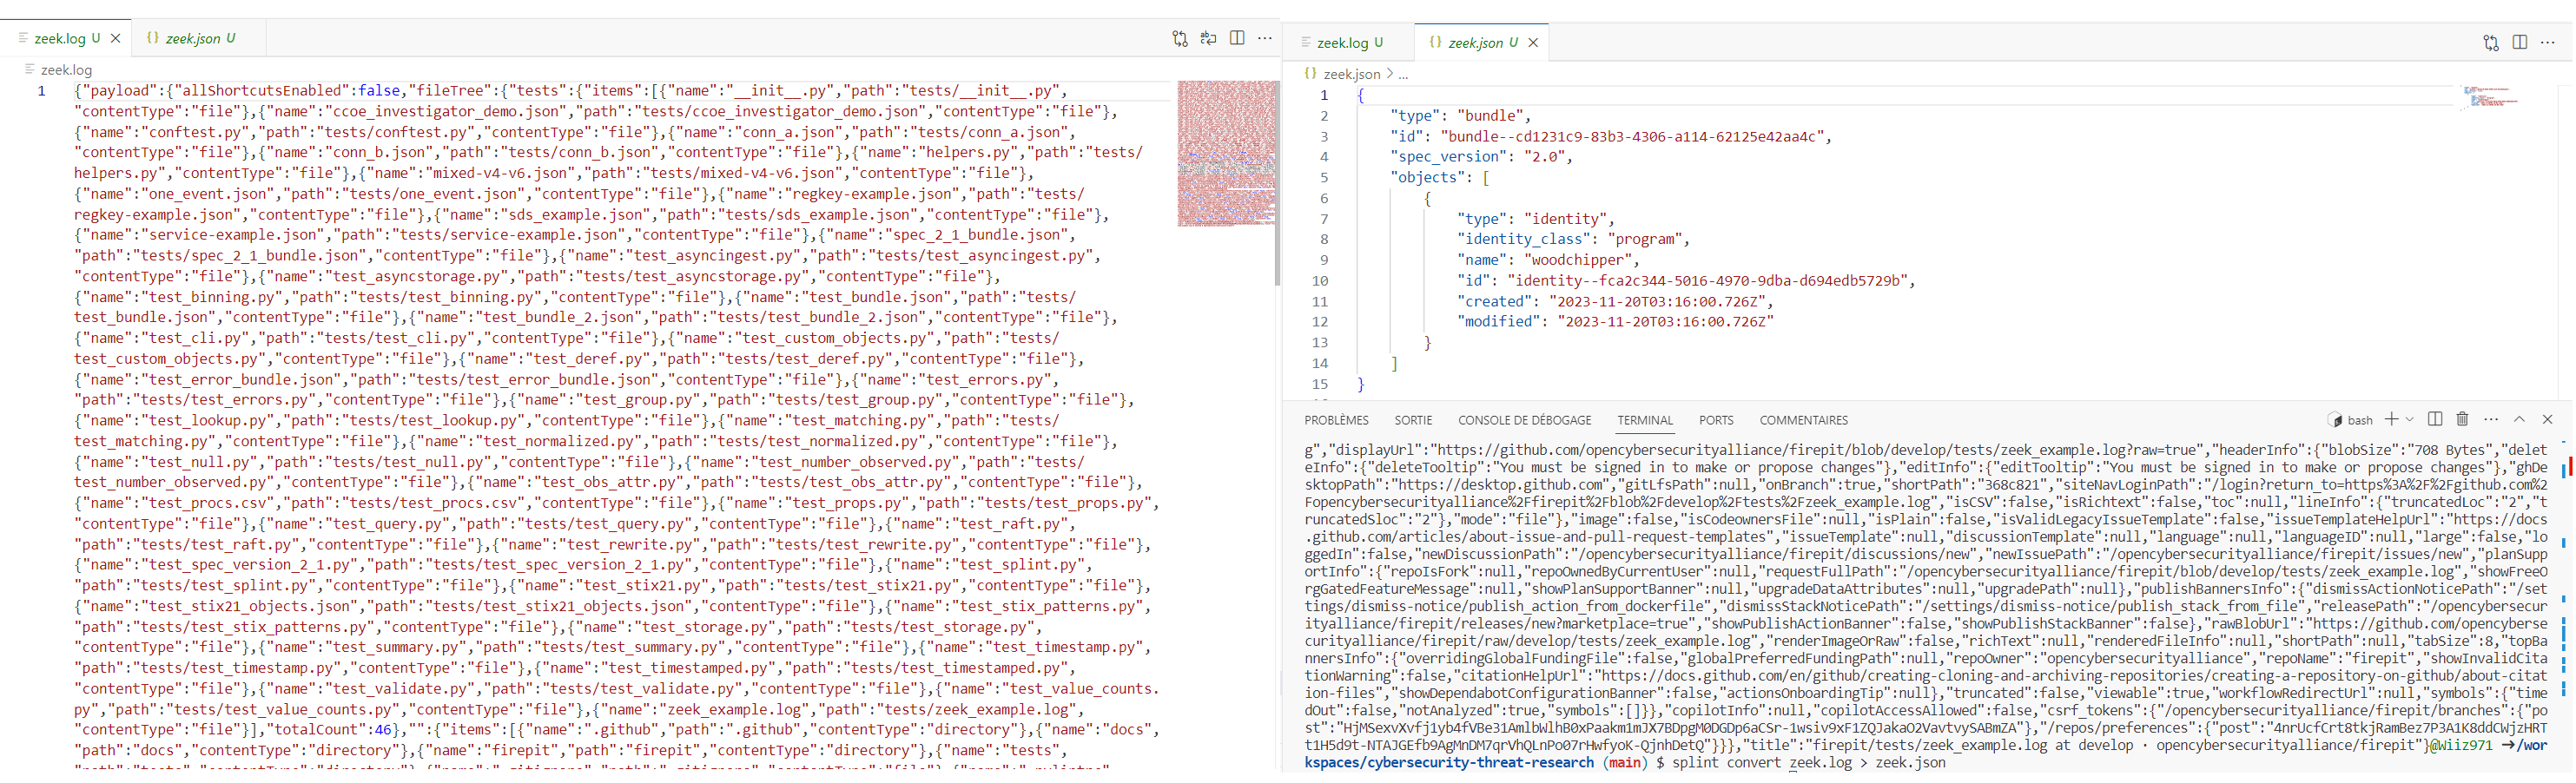 zeek.log U
zeek.json U
zeek.log
1
{"payload":{"allShortcutsEnabled":false,"fileTree":{"tests":{"items":[{"name":"__init__.py","path":"tests/__init__.py",
"contentType":"file"},{"name":"ccoe_investigator_demo.json","path":"tests/ccoe_investigator_demo.json","contentType":"file"},
{"name":"conftest.py","path":"tests/conftest.py","contentType":"file"},{"name":"conn_a.json","path":"tests/conn_a.json",
"contentType":"file"},{"name":"conn_b.json","path":"tests/conn_b.json","contentType":"file"},{"name":"helpers.py","path":"tests/
helpers.py","contentType":"file"},{"name":"mixed-v4-v6.json","path":"tests/mixed-v4-v6.json","contentType":"file"},
{"name":"one_event.json","path":"tests/one_event.json","contentType":"file"},{"name":"regkey-example.json","path":"tests/
regkey-example.json","contentType":"file"},{"name":"sds_example.json","path":"tests/sds_example.json","contentType":"file"},
{"name":"service-example.json","path":"tests/service-example.json","contentType":"file"},{"name":"spec_2_1_bundle.json",
"path":"tests/spec_2_1_bundle.json","contentType":"file"},{"name":"test_asyncingest.py","path":"tests/test_asyncingest.py",
"contentType":"file"},{"name":"test_asyncstorage.py","path":"tests/test_asyncstorage.py","contentType":"file"},
{"name":"test_binning.py","path":"tests/test_binning.py","contentType":"file"},{"name":"test_bundle.json","path":"tests/
test_bundle.json","contentType":"file"},{"name":"test_bundle_2.json","path":"tests/test_bundle_2.json","contentType":"file"},
{"name":"test_cli.py","path":"tests/test_cli.py","contentType":"file"},{"name":"test_custom_objects.py","path":"tests/
test_custom_objects.py","contentType":"file"},{"name":"test_deref.py","path":"tests/test_deref.py","contentType":"file"},
{"name":"test_error_bundle.json","path":"tests/test_error_bundle.json","contentType":"file"},{"name":"test_errors.py",
"path":"tests/test_errors.py","contentType":"file"},{"name":"test_group.py","path":"tests/test_group.py","contentType":"file"},
{"name":"test_lookup.py","path":"tests/test_lookup.py","contentType":"file"},{"name":"test_matching.py","path":"tests/
test_matching.py","contentType":"file"},{"name":"test_normalized.py","path":"tests/test_normalized.py","contentType":"file"},
{"name":"test_null.py","path":"tests/test_null.py","contentType":"file"},{"name":"test_number_observed.py","path":"tests/
test_number_observed.py","contentType":"file"},{"name":"test_obs_attr.py","path":"tests/test_obs_attr.py","contentType":"file"},
{"name":"test_procs.csv","path":"tests/test_procs.csv","contentType":"file"},{"name":"test_props.py","path":"tests/test_props.py",
"contentType":"file"},{"name":"test_query.py","path":"tests/test_query.py","contentType":"file"},{"name":"test_raft.py",
"path":"tests/test_raft.py","contentType":"file"},{"name":"test_rewrite.py","path":"tests/test_rewrite.py","contentType":"file"},
{"name":"test_spec_version_2_1.py","path":"tests/test_spec_version_2_1.py","contentType":"file"},{"name":"test_splint.py",
"path":"tests/test_splint.py","contentType":"file"},{"name":"test_stix21.py","path":"tests/test_stix21.py","contentType":"file"},
{"name":"test_stix21_objects.json","path":"tests/test_stix21_objects.json","contentType":"file"},{"name":"test_stix_patterns.py",
"path":"tests/test_stix_patterns.py","contentType":"file"},{"name":"test_storage.py","path":"tests/test_storage.py",
"contentType":"file"},{"name":"test_summary.py","path":"tests/test_summary.py","contentType":"file"},{"name":"test_timestamp.py",
"path":"tests/test_timestamp.py","contentType":"file"},{"name":"test_timestamped.py","path":"tests/test_timestamped.py",
"contentType":"file"},{"name":"test_validate.py","path":"tests/test_validate.py","contentType":"file"},{"name":"test_value_counts.
py","path":"tests/test_value_counts.py","contentType":"file"},{"name":"zeek_example.log","path":"tests/zeek_example.log",
"contentType":"file"}],"totalCount":46},"":{"items":[{"name":".github","path":".github","contentType":"directory"},{"name":"docs",
"path":"docs","contentType":"directory"},{"name":"firepit","path":"firepit","contentType":"directory"},{"name":"tests",
zeek.log U
zeek.json U
zeek.json > ...
1 {
2 "type": "bundle",
3 "id": "bundle--cd1231c9-83b3-4306-a114-62125e42aa4c",
4 "spec_version": "2.0",
5 "objects": [
6 {
7 "type": "identity",
8 "identity_class": "program",
9 "name": "woodchipper",
10 "id": "identity--fca2c344-5016-4970-9dba-d694edb5729b",
11 "created": "2023-11-20T03:16:00.726Z",
12 "modified": "2023-11-20T03:16:00.726Z"
13 }
14 ]
15 }
PROBLÈMES SORTIE CONSOLE DE DÉBOGAGE TERMINAL PORTS COMMENTAIRES bash
g","displayUrl":"https://github.com/opencybersecurityalliance/firepit/blob/develop/tests/zeek_example.log?raw=true","headerInfo":{"blobSize":"708 Bytes","delet
eInfo":{"deleteTooltip":"You must be signed in to make or propose changes"},"editInfo":{"editTooltip":"You must be signed in to make or propose changes"},"ghDe
sktopPath":"https://desktop.github.com","gitLfsPath":null,"onBranch":true,"shortPath":"368c821","siteNavLoginPath":"/login?return_to=https%3A%2F%2Fgithub.com%2
Fopencybersecurityalliance%2Ffirepit%2Fblob%2Fdevelop%2Ftests%2Fzeek_example.log","isCSV":false,"isRichtext":false,"toc":null,"lineInfo":{"truncatedLoc":"2","t
runcatedSloc":"2"},"mode":"file"},"image":false,"isCodeownersFile":null,"isPlain":false,"isValidLegacyIssueTemplate":false,"issueTemplateHelpUrl":"https://docs
.github.com/articles/about-issue-and-pull-request-templates","issueTemplate":null,"discussionTemplate":null,"language":null,"languageID":null,"large":false,"lo
ggedIn":false,"newDiscussionPath":"/opencybersecurityalliance/firepit/discussions/new","newIssuePath":"/opencybersecurityalliance/firepit/issues/new","planSupp
ortInfo":{"repoIsFork":null,"repoOwnedByCurrentUser":null,"requestFullPath":"/opencybersecurityalliance/firepit/blob/develop/tests/zeek_example.log","showFreeO
rgGatedFeatureMessage":null,"showPlanSupportBanner":null,"upgradeDataAttributes":null,"upgradePath":null},"publishBannersInfo":{"dismissActionNoticePath":"/set
tings/dismiss-notice/publish_action_from_dockerfile","dismissStackNoticePath":"/settings/dismiss-notice/publish_stack_from_file","releasePath":"/opencybersecur
ityalliance/firepit/releases/new?marketplace=true","showPublishActionBanner":false,"showPublishStackBanner":false},"rawBlobUrl":"https://github.com/opencyberse
curityalliance/firepit/raw/develop/tests/zeek_example.log","renderImageOrRaw":false,"richText":null,"renderedFileInfo":null,"shortPath":null,"tabSize":8,"topBa
nnersInfo":{"overridingGlobalFundingFile":false,"globalPreferredFundingPath":null,"repoOwner":"opencybersecurityalliance","repoName":"firepit","showInvalidCita
tionWarning":false,"citationHelpUrl":"https://docs.github.com/en/github/creating-cloning-and-archiving-repositories/creating-a-repository-on-github/about-citat
ion-files","showDependabotConfigurationBanner":false,"actionsOnboardingTip":null},"truncated":false,"viewable":true,"workflowRedirectUrl":null,"symbols":{"time
dOut":false,"notAnalyzed":true,"symbols":[]}},"copilotInfo":null,"copilotAccessAllowed":false,"csrf_tokens":{"/opencybersecurityalliance/firepit/branches":{"po
st":"HjMSexvXvfj1yb4fVBe31AmlbWlhB0xPaakm1mJX7BDpgM0DGDp6aCSr-1wsiv9xF1ZQJakaO2VavtvySABmZA"},"/repos/preferences":{"post":"4nrUcfCrt8tkjRamBez7P3A1K8ddCWjzHRT
t1H5d9t-NTAJGEfb9AgMnDM7qrVhQLnPo07rHwfyoK-QjnhDetQ"}}},"title":"firepit/tests/zeek_example.log at develop · opencybersecurityalliance/firepit"}@Wiiz971 ➜/wor
kspaces/cybersecurity-threat-research (main) $ splint convert zeek.log > zeek.json